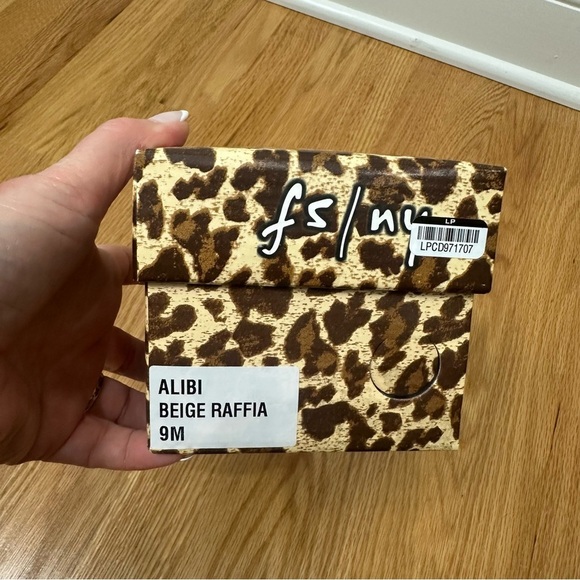 fs/ny
LP
LPCD971707
ALIBI
BEIGE RAFFIA
9M